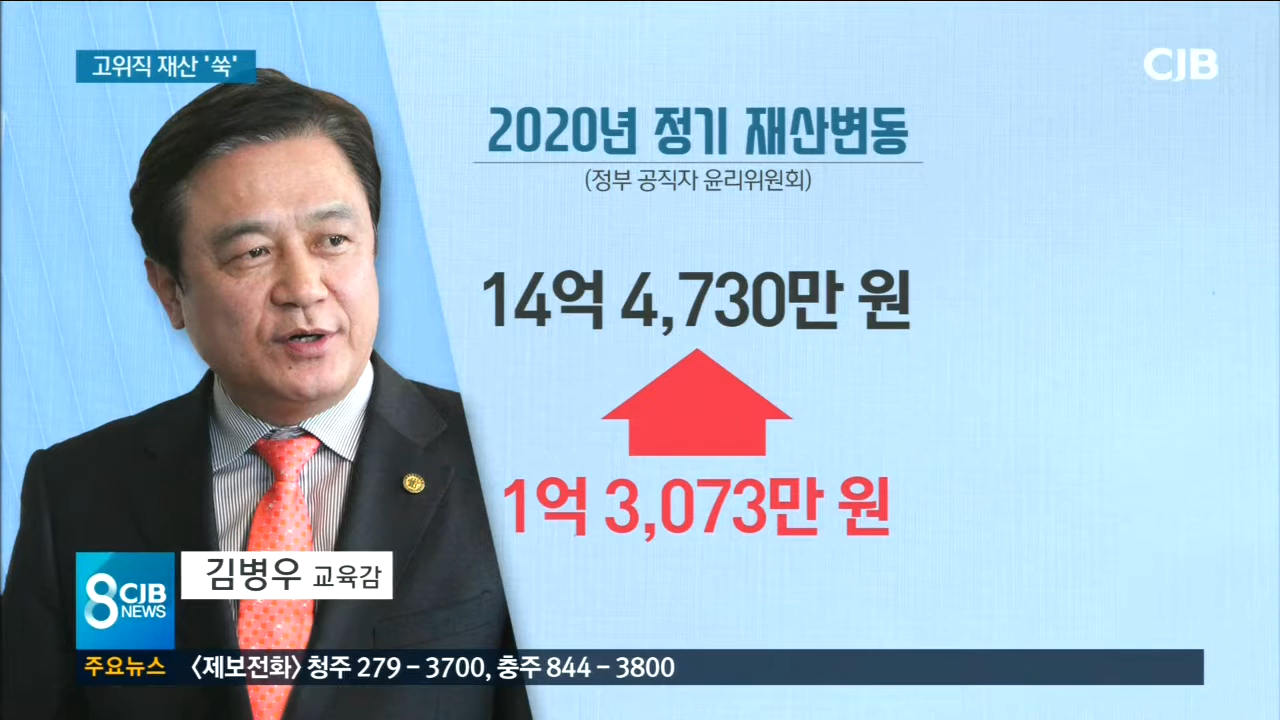 고위직 재산 '쑥'
CJB
2020년 정기 재산변동
(정부 공직자 윤리위원회)
14억 4,730만 원
1억 3,073만 원
김병우 교육감
8 CJB
NEWS
주요뉴스 〈제보전화〉 청주 279 - 3700, 충주 844 - 3800